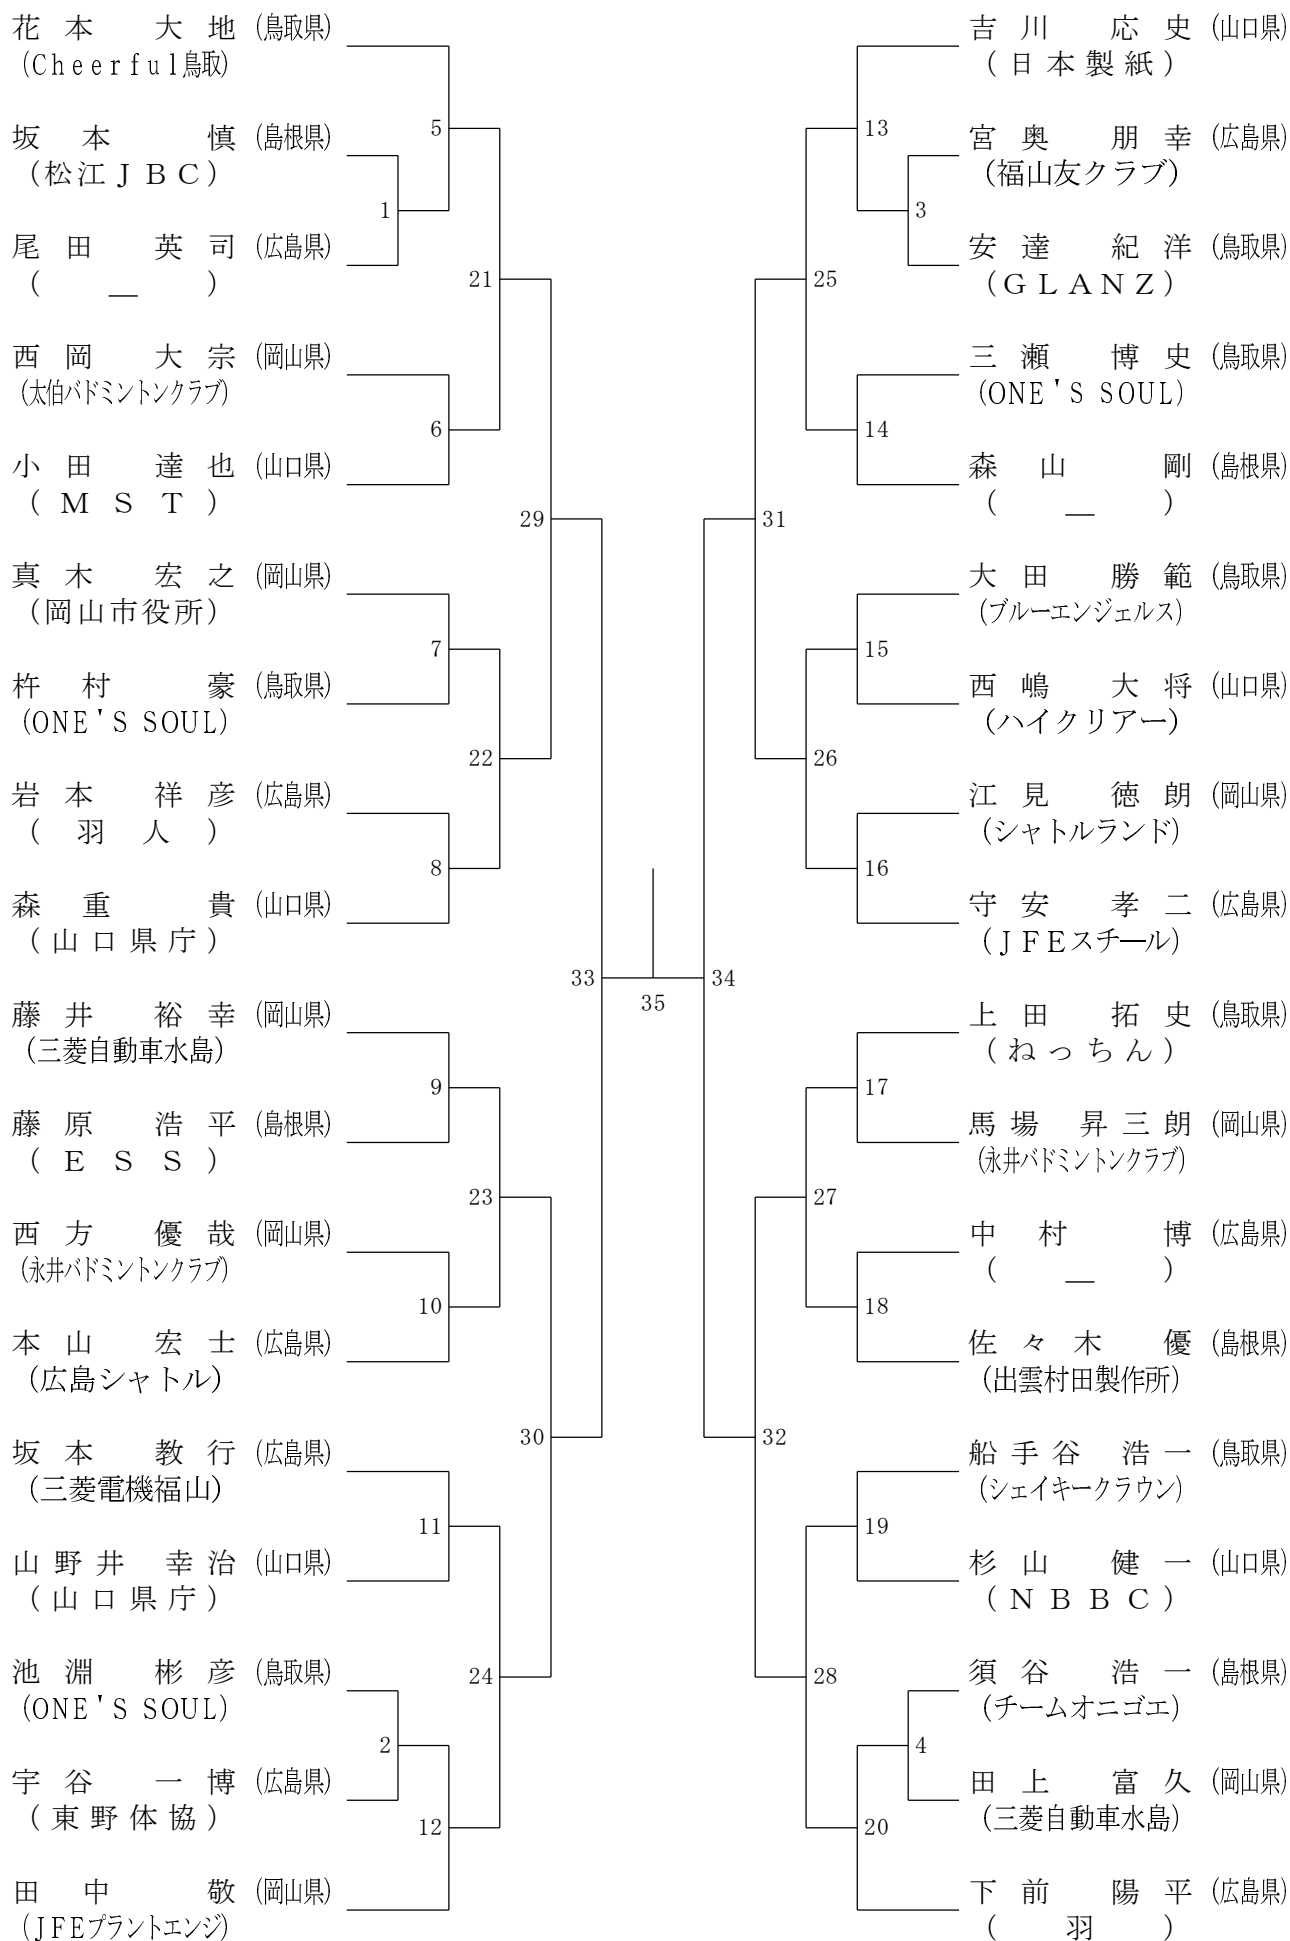 花本 大地 (鳥取県)
(Cheerful鳥取)
坂本 慎 (島根県)
(松江JBC)
尾田 英司 (広島県)
( ＿ )
西岡 大宗 (岡山県)
(太伯バドミントンクラブ)
小田 達也 (山口県)
(MST)
真木 宏之 (岡山県)
(岡山市役所)
杵村 豪 (鳥取県)
(ONE'S SOUL)
岩本 祥彦 (広島県)
(羽人)
森重 貴 (山口県)
(山口県庁)
藤井 裕幸 (岡山県)
(三菱自動車水島)
藤原 浩平 (島根県)
(ESS)
西方 優哉 (岡山県)
(永井バドミントンクラブ)
本山 宏士 (広島県)
(広島シャトル)
坂本 教行 (広島県)
(三菱電機福山)
山野井 幸治 (山口県)
(山口県庁)
池淵 彬彦 (鳥取県)
(ONE'S SOUL)
宇谷 一博 (広島県)
(東野体協)
田中 敬 (岡山県)
(JFEプラントエンジ)
5
1
21
6
29
7
22
8
33
9
23
10
30
11
24
2
12
35
13
3
25
14
31
15
26
16
34
17
27
18
32
19
28
4
20
吉川 応史 (山口県)
(日本製紙)
宮奥 朋幸 (広島県)
(福山友クラブ)
安達 紀洋 (鳥取県)
(GLANZ)
三瀬 博史 (鳥取県)
(ONE'S SOUL)
森山 剛 (島根県)
( ＿ )
大田 勝範 (鳥取県)
(ブルーエンジェルス)
西嶋 大将 (山口県)
(ハイクリアー)
江見 徳朗 (岡山県)
(シャトルランド)
守安 孝二 (広島県)
(JFEスチール)
上田 拓史 (鳥取県)
(ねっちん)
馬場 昇三朗 (岡山県)
(永井バドミントンクラブ)
中村 博 (広島県)
( ＿ )
佐々木 優 (島根県)
(出雲村田製作所)
船手谷 浩一 (鳥取県)
(シェイキークラウン)
杉山 健一 (山口県)
(NBBC)
須谷 浩一 (島根県)
(チームオニゴエ)
田上 富久 (岡山県)
(三菱自動車水島)
下前 陽平 (広島県)
(羽)